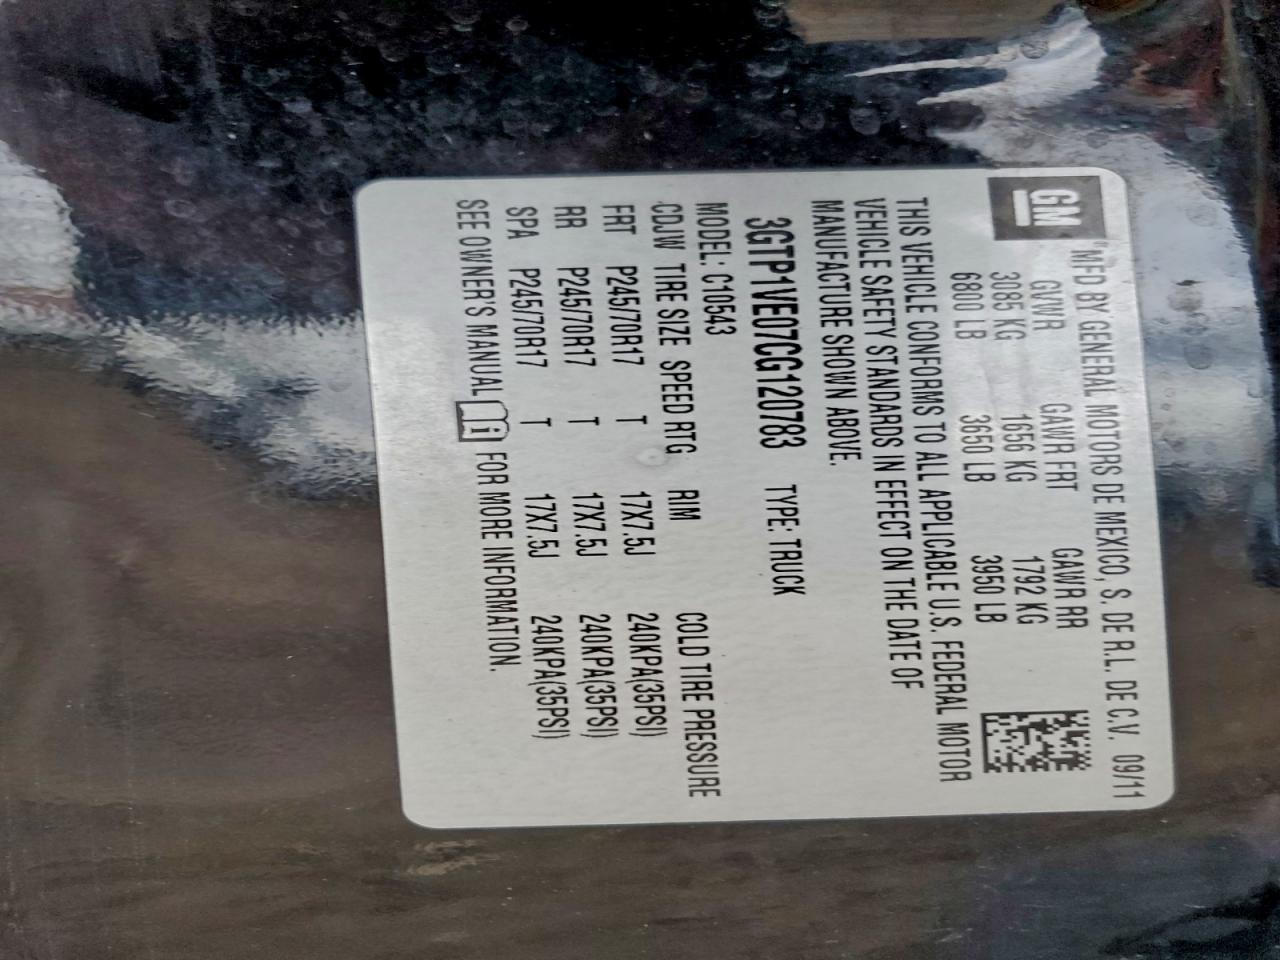 GM MFD BY GENERAL MOTORS DE MEXICO, S. DE R.L. DE C.V. 09/11
GVWR GAWR FRT GAWR RR
3085 KG 1656 KG 1792 KG
6800 LB 3650 LB 3950 LB
THIS VEHICLE CONFORMS TO ALL APPLICABLE U.S. FEDERAL MOTOR
VEHICLE SAFETY STANDARDS IN EFFECT ON THE DATE OF
MANUFACTURE SHOWN ABOVE.
3GTP1VE07CG120783 TYPE: TRUCK
MODEL: C10543
CDJW TIRE SIZE SPEED RTG RIM COLD TIRE PRESSURE
FRT P245/70R17 T 17X7.5J 240KPA(35PSI)
RR P245/70R17 T 17X7.5J 240KPA(35PSI)
SPA P245/70R17 T 17X7.5J 240KPA(35PSI)
SEE OWNER'S MANUAL FOR MORE INFORMATION.